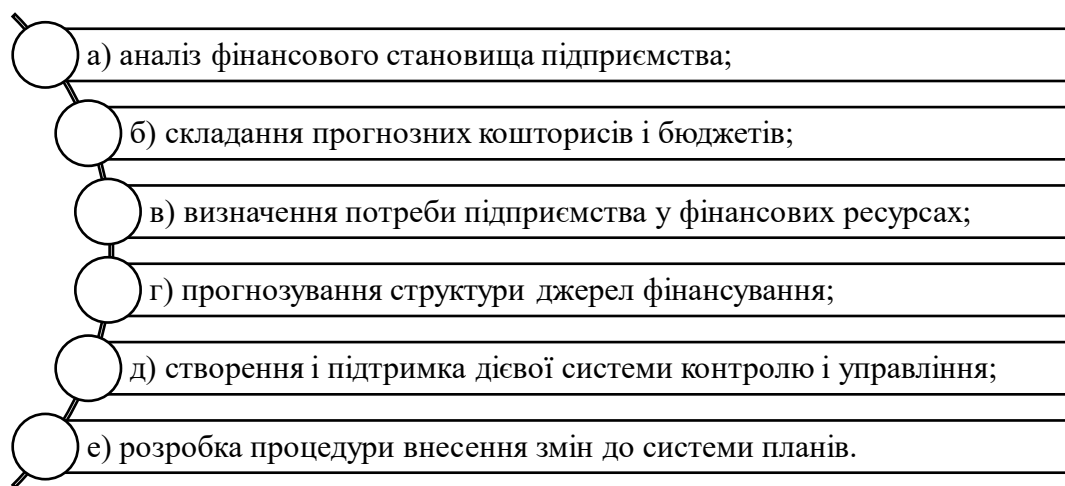 а) аналіз фінансового становища підприємства;
б) складання прогнозних кошторисів і бюджетів;
в) визначення потреби підприємства у фінансових ресурсах;
г) прогнозування структури джерел фінансування;
д) створення і підтримка дієвої системи контролю і управління;
е) розробка процедури внесення змін до системи планів.